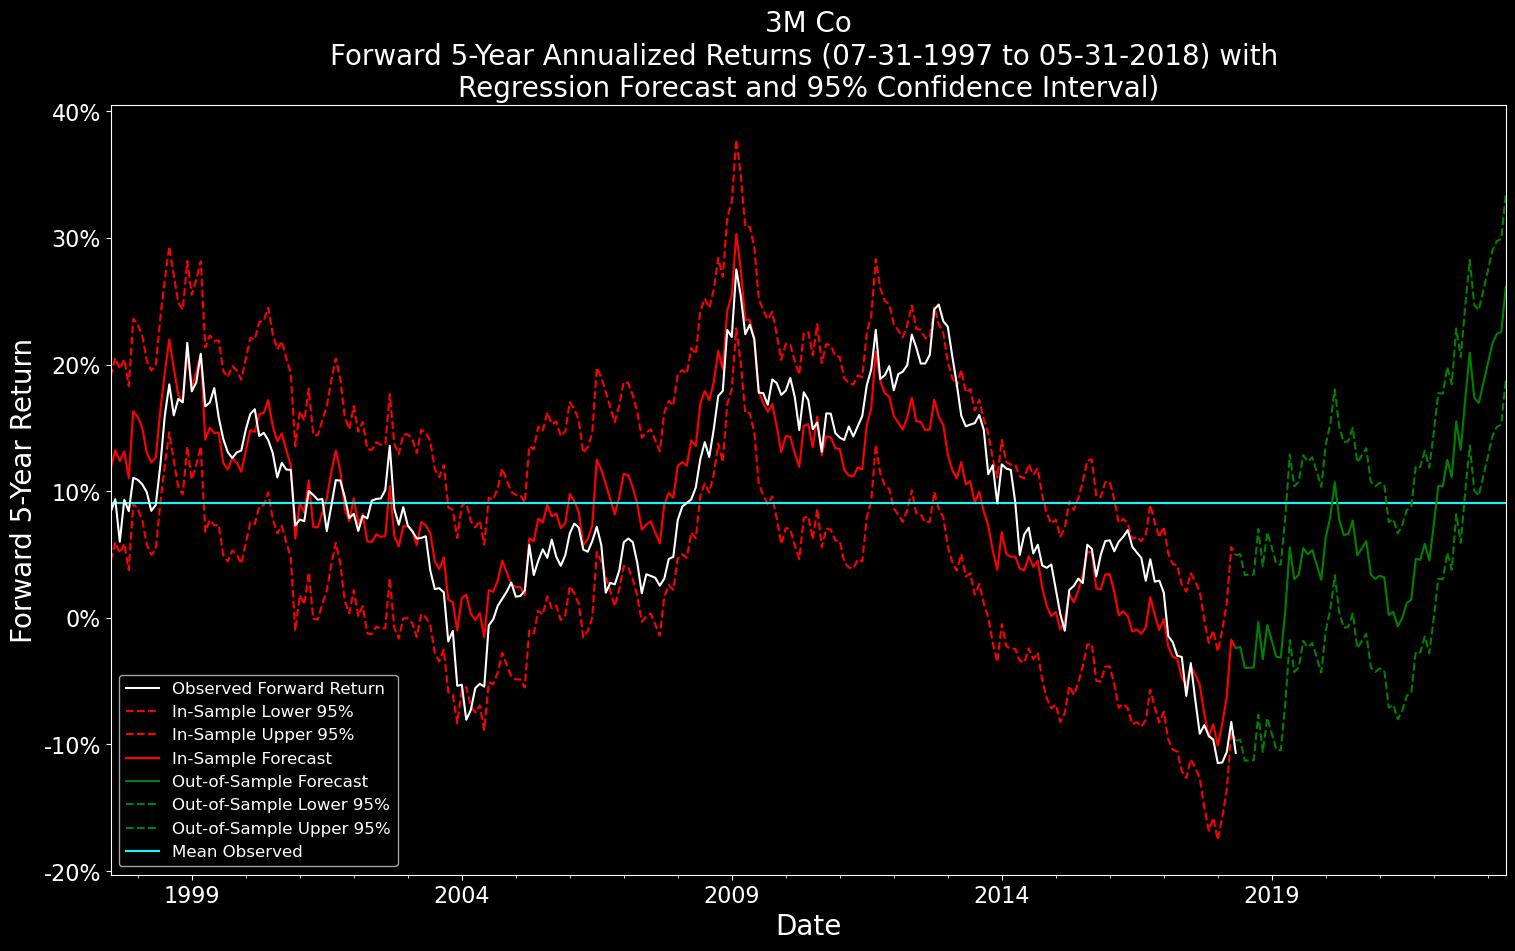 3M Co
Forward 5-Year Annualized Returns (07-31-1997 to 05-31-2018) with
Regression Forecast and 95% Confidence Interval)
40%
30%
20%
10%
0%
-10%
-20%
Forward 5-Year Return
Observed Forward Return
In-Sample Lower 95%
In-Sample Upper 95%
In-Sample Forecast
Out-of-Sample Forecast
Out-of-Sample Lower 95%
Out-of-Sample Upper 95%
Mean Observed
1999 2004 2009 2014 2019
Date